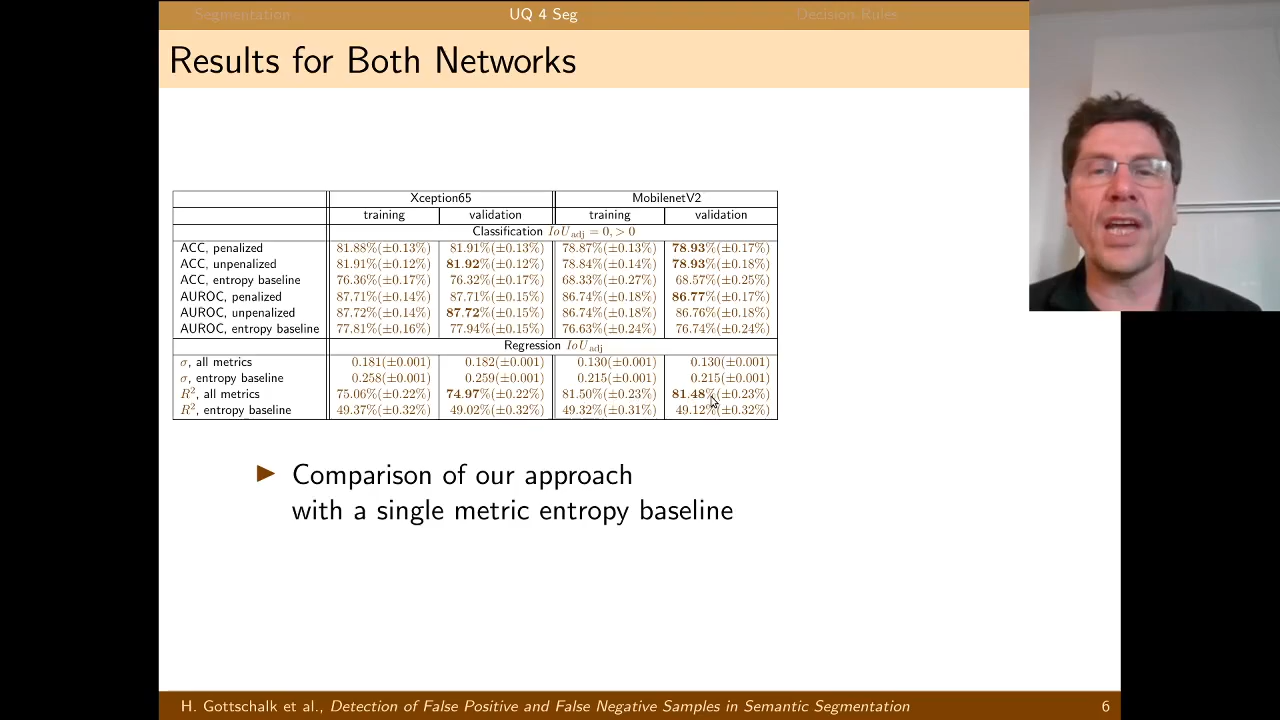 Segmentation UQ 4 Seg Decision Rules
Results for Both Networks
Xception65 MobilenetV2
training validation training validation
Classification IoU_adj = 0, > 0
ACC, penalized 81.88%(±0.13%) 81.91%(±0.13%) 78.87%(±0.13%) 78.93%(±0.17%)
ACC, unpenalized 81.91%(±0.12%) 81.92%(±0.12%) 78.84%(±0.14%) 78.93%(±0.18%)
ACC, entropy baseline 76.36%(±0.17%) 76.32%(±0.17%) 68.33%(±0.27%) 68.57%(±0.25%)
AUROC, penalized 87.71%(±0.14%) 87.71%(±0.15%) 86.74%(±0.18%) 86.77%(±0.17%)
AUROC, unpenalized 87.72%(±0.14%) 87.72%(±0.15%) 86.74%(±0.18%) 86.76%(±0.18%)
AUROC, entropy baseline 77.81%(±0.16%) 77.94%(±0.15%) 76.63%(±0.24%) 76.74%(±0.24%)
Regression IoU_adj
σ, all metrics 0.181(±0.001) 0.182(±0.001) 0.130(±0.001) 0.130(±0.001)
σ, entropy baseline 0.258(±0.001) 0.259(±0.001) 0.215(±0.001) 0.215(±0.001)
R², all metrics 75.06%(±0.22%) 74.97%(±0.22%) 81.50%(±0.23%) 81.48%(±0.23%)
R², entropy baseline 49.37%(±0.32%) 49.02%(±0.32%) 49.32%(±0.31%) 49.12%(±0.32%)
▶ Comparison of our approach
with a single metric entropy baseline
H. Gottschalk et al., Detection of False Positive and False Negative Samples in Semantic Segmentation 6